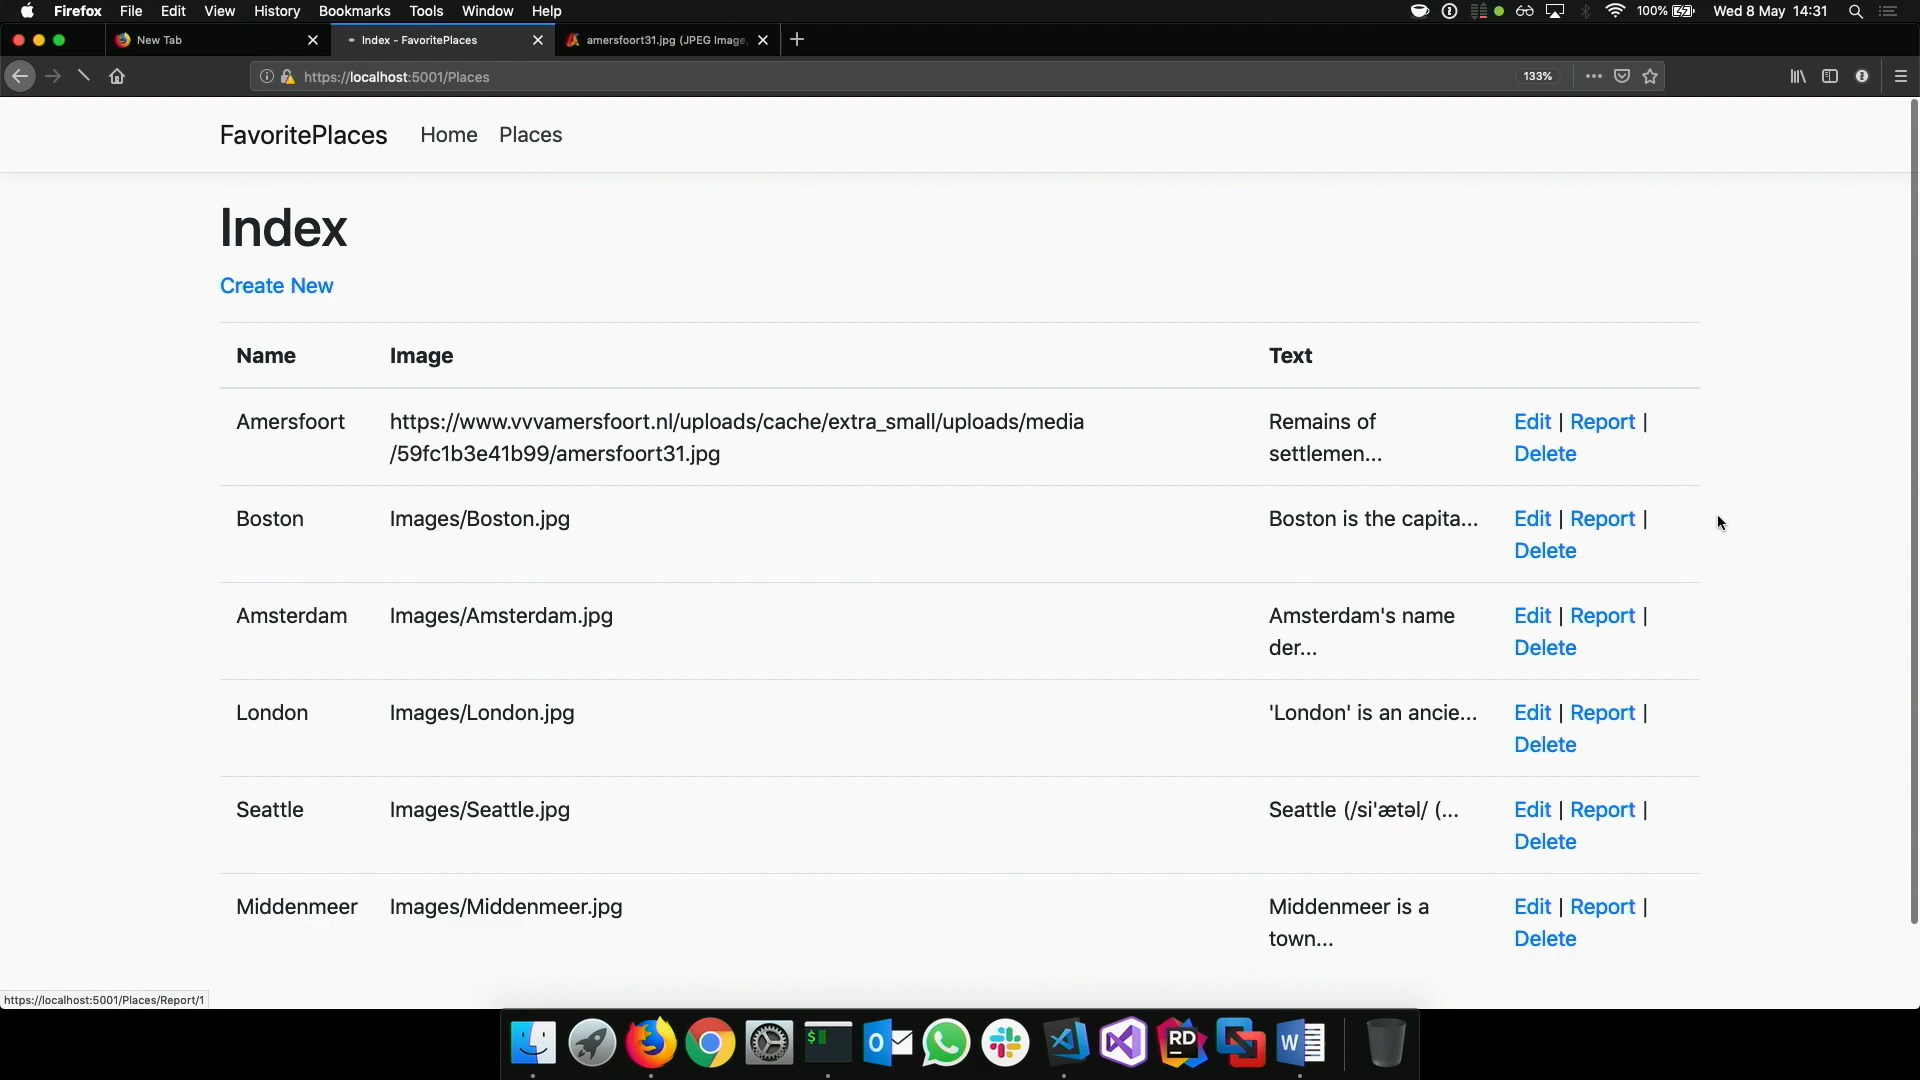 Firefox File Edit View History Bookmarks Tools Window Help 100% Wed 8 May 14:31
New Tab Index - FavoritePlaces amersfoort31.jpg (JPEG Image,
https://localhost:5001/Places 133%
FavoritePlaces Home Places
Index
Create New
Name Image Text
Amersfoort https://www.vvvamersfoort.nl/uploads/cache/extra_small/uploads/media Remains of Edit | Report |
/59fc1b3e41b99/amersfoort31.jpg settlemen... Delete
Boston Images/Boston.jpg Boston is the capita... Edit | Report |
Delete
Amsterdam Images/Amsterdam.jpg Amsterdam's name Edit | Report |
der... Delete
London Images/London.jpg 'London' is an ancie... Edit | Report |
Delete
Seattle Images/Seattle.jpg Seattle (/si'ætəl/ (... Edit | Report |
Delete
Middenmeer Images/Middenmeer.jpg Middenmeer is a Edit | Report |
town... Delete
https://localhost:5001/Places/Report/1
$
O
RD
W